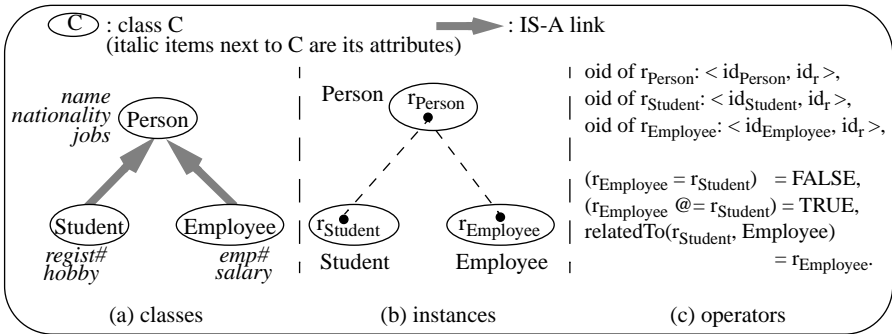 C : class C
(italic items next to C are its attributes)
: IS-A link
name
nationality
jobs
Person
Student
Employee
regist#
hobby
emp#
salary
(a) classes
Person
rPerson
rStudent
rEmployee
Student
Employee
(b) instances
oid of rPerson: < idPerson, idr >,
oid of rStudent: < idStudent, idr >,
oid of rEmployee: < idEmployee, idr >,
(rEmployee = rStudent) = FALSE,
(rEmployee @= rStudent) = TRUE,
relatedTo(rStudent, Employee)
= rEmployee.
(c) operators